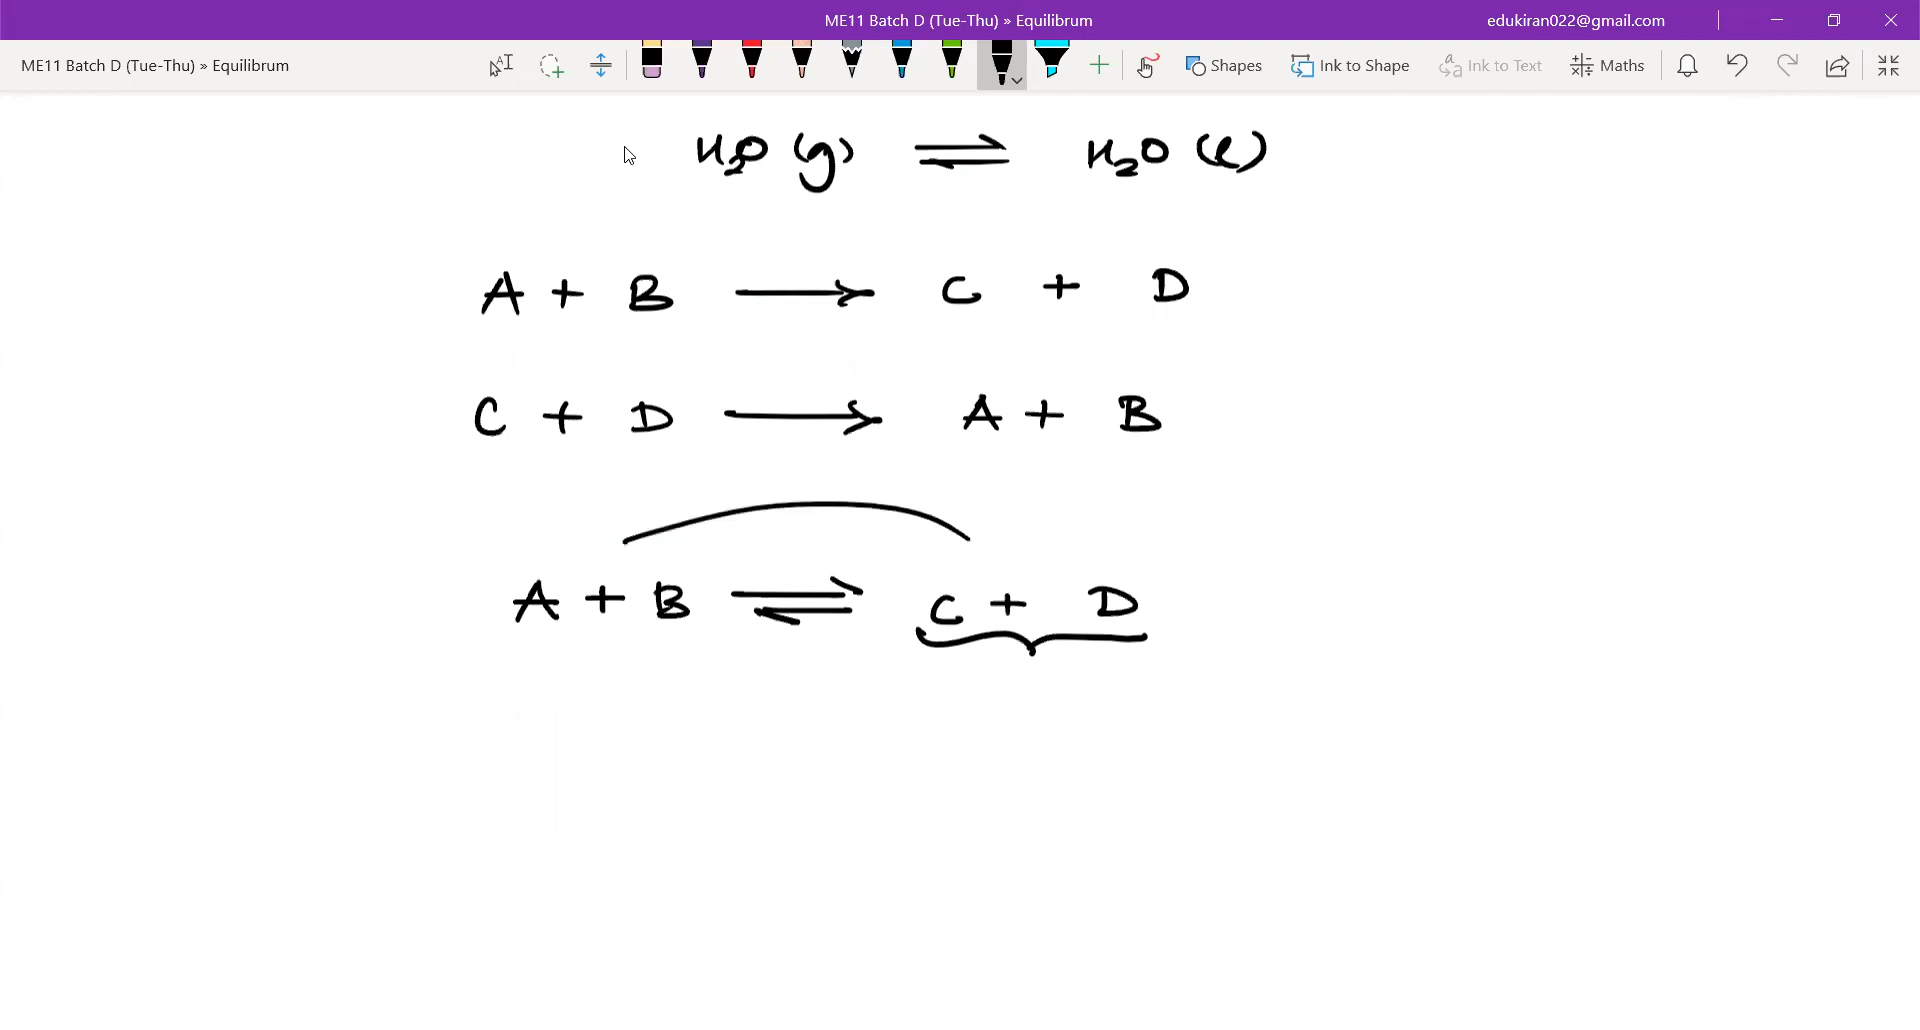 ME11 Batch D (Tue-Thu) » Equilibrum edukiran022@gmail.com
ME11 Batch D (Tue-Thu) » Equilibrum Shapes Ink to Shape Ink to Text Maths
H₂O (g) ⇌ H₂O (l)
A + B ⟶ C + D
C + D ⟶ A + B
A + B ⇌ C + D